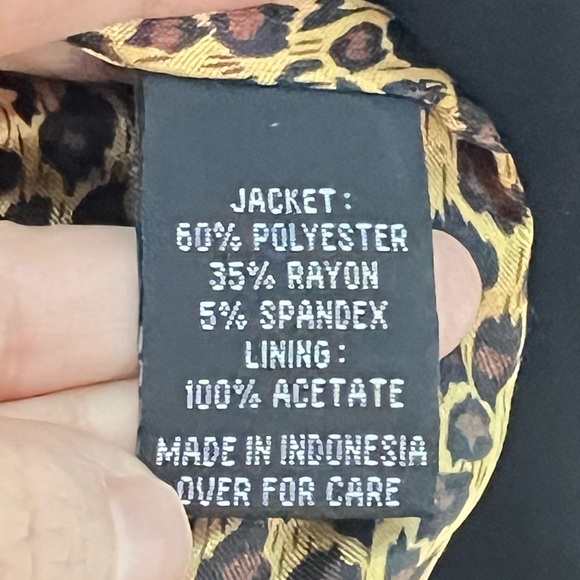 JACKET:
60% POLYESTER
35% RAYON
5% SPANDEX
LINING:
100% ACETATE
MADE IN INDONESIA
OVER FOR CARE